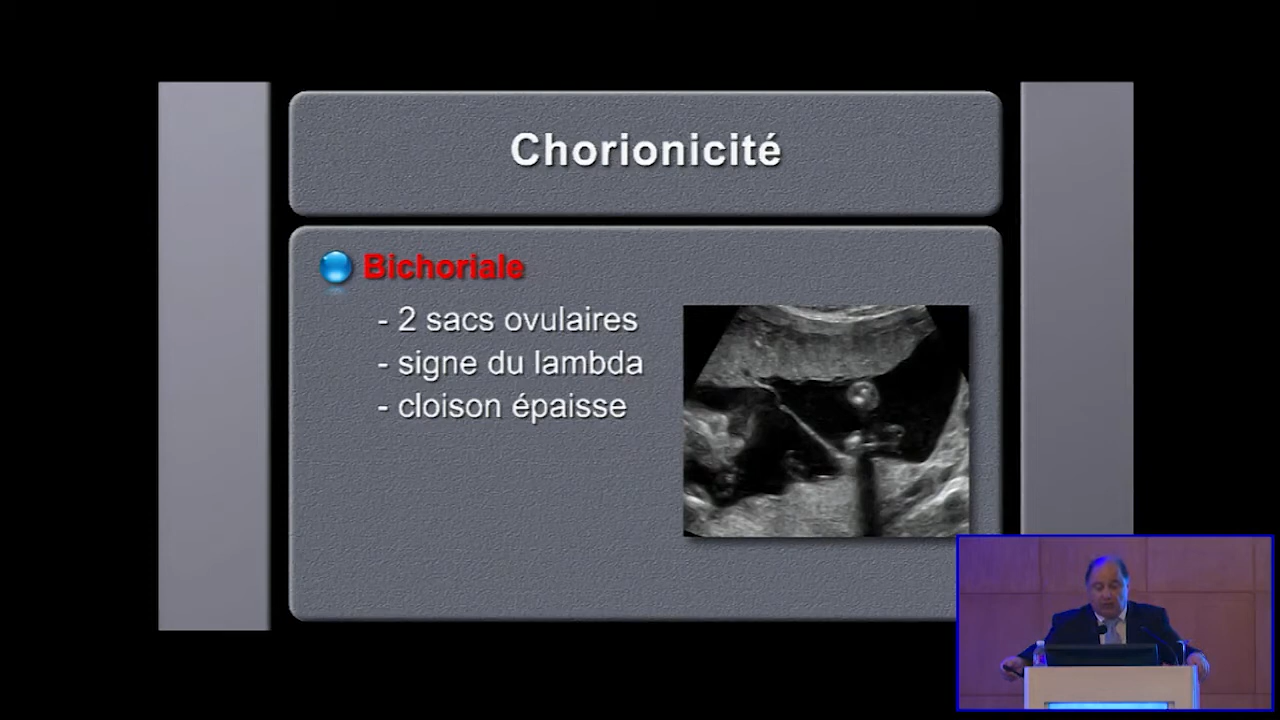 Chorionicité
Bichoriale
- 2 sacs ovulaires
- signe du lambda
- cloison épaisse